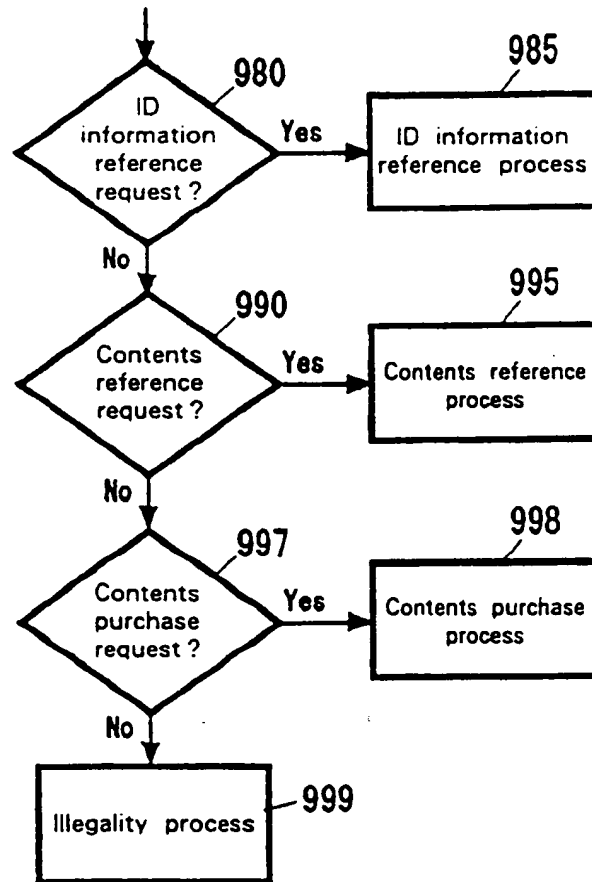 980
ID
information
reference
request ?
Yes
985
ID information
reference process
No
990
Contents
reference
request ?
Yes
995
Contents reference
process
No
997
Contents
purchase
request ?
Yes
998
Contents purchase
process
No
Illegality process
999